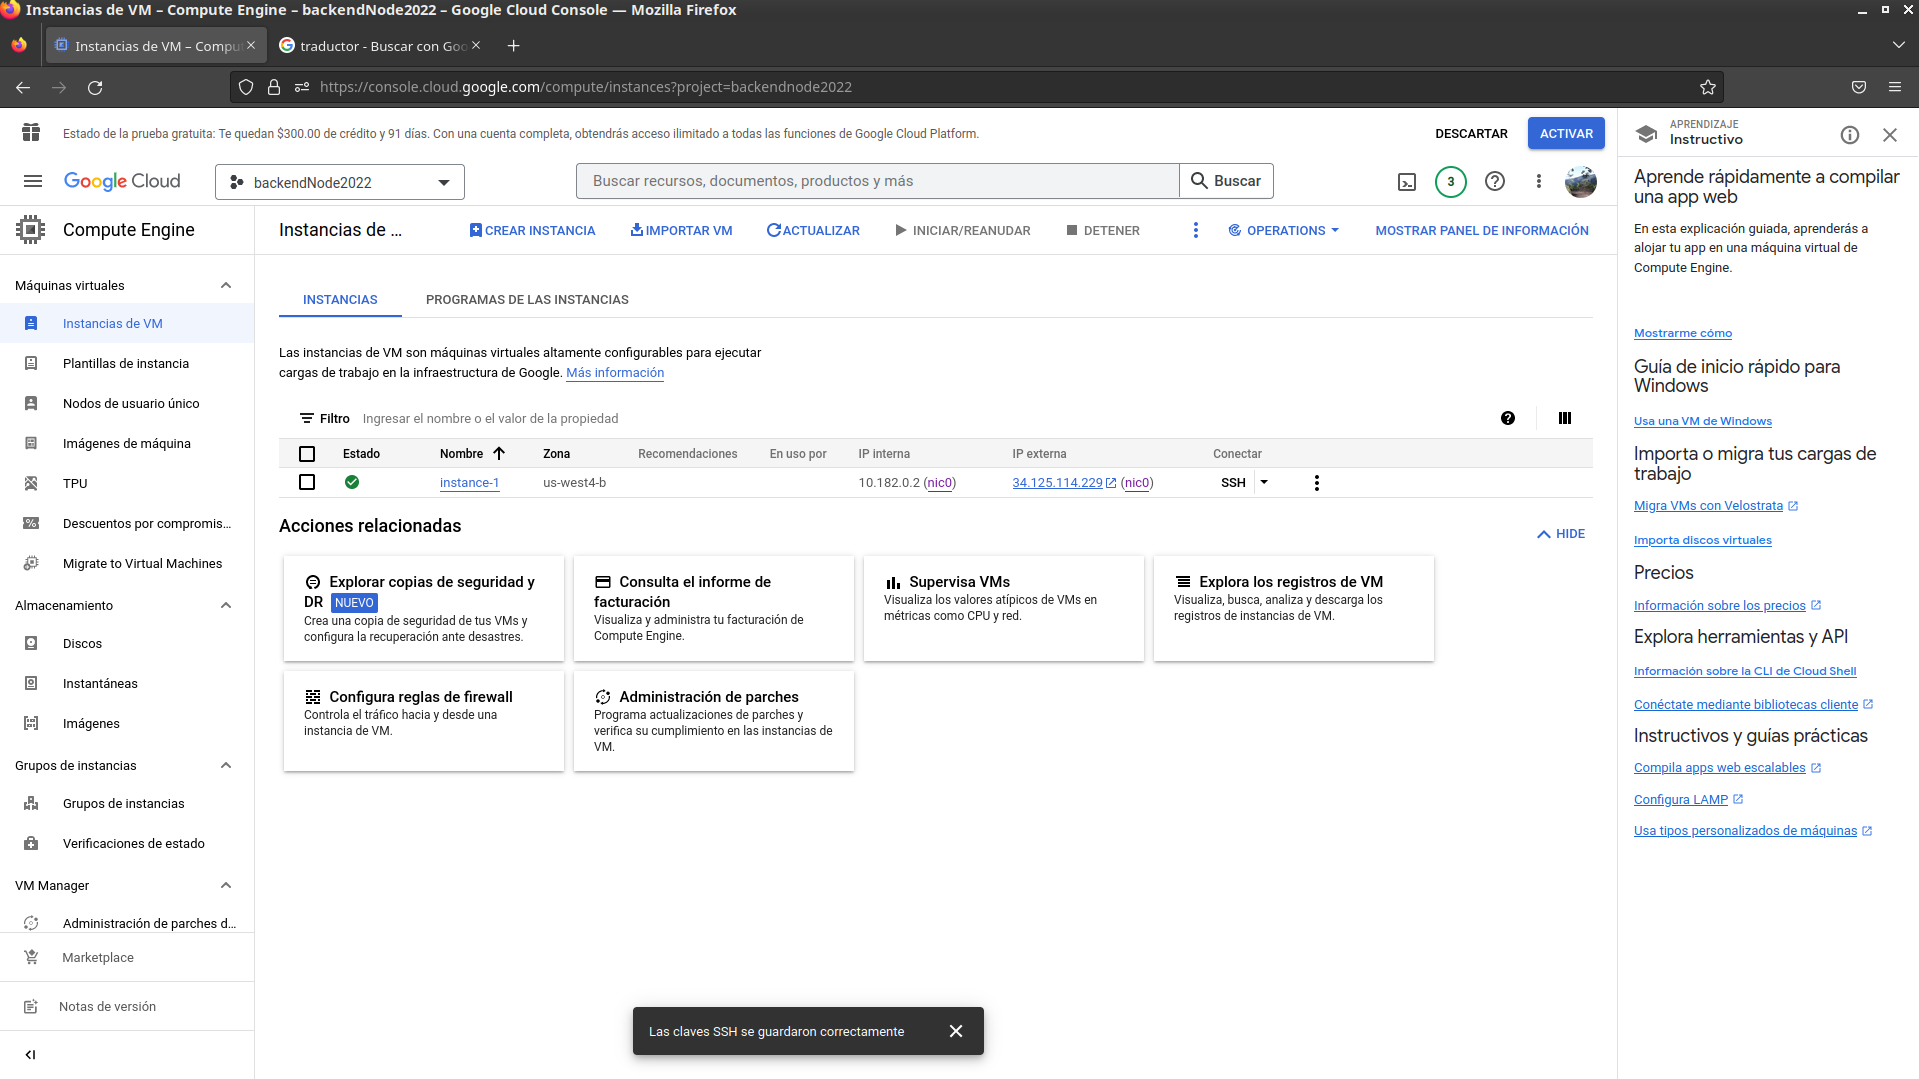 Instancias de VM – Compute Engine – backendNode2022 – Google Cloud Console — Mozilla Firefox
Instancias de VM – Comput
traductor - Buscar con Goo
https://console.cloud.google.com/compute/instances?project=backendnode2022
Estado de la prueba gratuita: Te quedan $300.00 de crédito y 91 días. Con una cuenta completa, obtendrás acceso ilimitado a todas las funciones de Google Cloud Platform.
DESCARTAR
ACTIVAR
Google Cloud
backendNode2022
Buscar recursos, documentos, productos y más
Buscar
3
Compute Engine
Máquinas virtuales
Instancias de VM
Plantillas de instancia
Nodos de usuario único
Imágenes de máquina
TPU
Descuentos por compromis...
Migrate to Virtual Machines
Almacenamiento
Discos
Instantáneas
Imágenes
Grupos de instancias
Grupos de instancias
Verificaciones de estado
VM Manager
Administración de parches d...
Marketplace
Notas de versión
Instancias de ...
CREAR INSTANCIA
IMPORTAR VM
ACTUALIZAR
INICIAR/REANUDAR
DETENER
OPERATIONS
MOSTRAR PANEL DE INFORMACIÓN
INSTANCIAS
PROGRAMAS DE LAS INSTANCIAS
Las instancias de VM son máquinas virtuales altamente configurables para ejecutar
cargas de trabajo en la infraestructura de Google. Más información
Filtro Ingresar el nombre o el valor de la propiedad
Estado Nombre Zona Recomendaciones En uso por IP interna IP externa Conectar
instance-1 us-west4-b 10.182.0.2 (nic0) 34.125.114.229 (nic0) SSH
Acciones relacionadas
HIDE
Explorar copias de seguridad y
DR NUEVO
Crea una copia de seguridad de tus VMs y
configura la recuperación ante desastres.
Consulta el informe de
facturación
Visualiza y administra tu facturación de
Compute Engine.
Supervisa VMs
Visualiza los valores atípicos de VMs en
métricas como CPU y red.
Explora los registros de VM
Visualiza, busca, analiza y descarga los
registros de instancias de VM.
Configura reglas de firewall
Controla el tráfico hacia y desde una
instancia de VM.
Administración de parches
Programa actualizaciones de parches y
verifica su cumplimiento en las instancias de
VM.
Las claves SSH se guardaron correctamente
APRENDIZAJE
Instructivo
Aprende rápidamente a compilar
una app web
En esta explicación guiada, aprenderás a
alojar tu app en una máquina virtual de
Compute Engine.
Mostrarme cómo
Guía de inicio rápido para
Windows
Usa una VM de Windows
Importa o migra tus cargas de
trabajo
Migra VMs con Velostrata
Importa discos virtuales
Precios
Información sobre los precios
Explora herramientas y API
Información sobre la CLI de Cloud Shell
Conéctate mediante bibliotecas cliente
Instructivos y guías prácticas
Compila apps web escalables
Configura LAMP
Usa tipos personalizados de máquinas